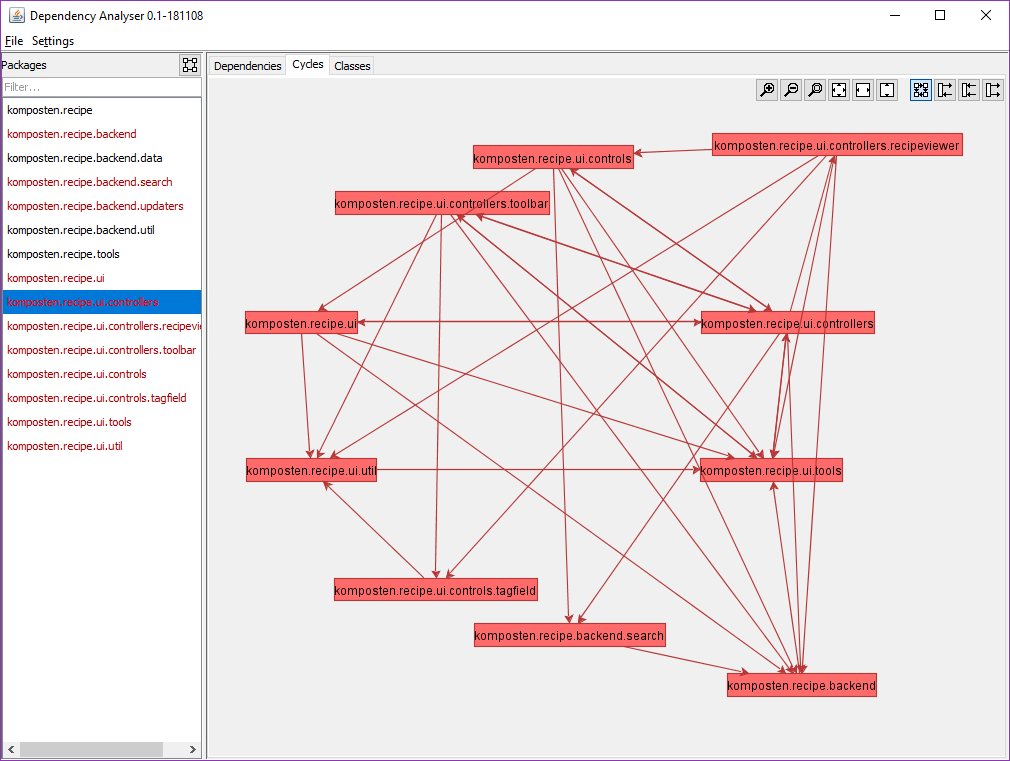 Dependency Analyser 0.1-181108
File Settings
Packages
Filter...
komposten.recipe
komposten.recipe.backend
komposten.recipe.backend.data
komposten.recipe.backend.search
komposten.recipe.backend.updaters
komposten.recipe.backend.util
komposten.recipe.tools
komposten.recipe.ui
komposten.recipe.ui.controllers
komposten.recipe.ui.controllers.recipevi
komposten.recipe.ui.controllers.toolbar
komposten.recipe.ui.controls
komposten.recipe.ui.controls.tagfield
komposten.recipe.ui.tools
komposten.recipe.ui.util
Dependencies Cycles Classes
komposten.recipe.ui.controllers.recipeviewer
komposten.recipe.ui.controls
komposten.recipe.ui.controllers.toolbar
komposten.recipe.ui
komposten.recipe.ui.controllers
komposten.recipe.ui.util
komposten.recipe.ui.tools
komposten.recipe.ui.controls.tagfield
komposten.recipe.backend.search
komposten.recipe.backend